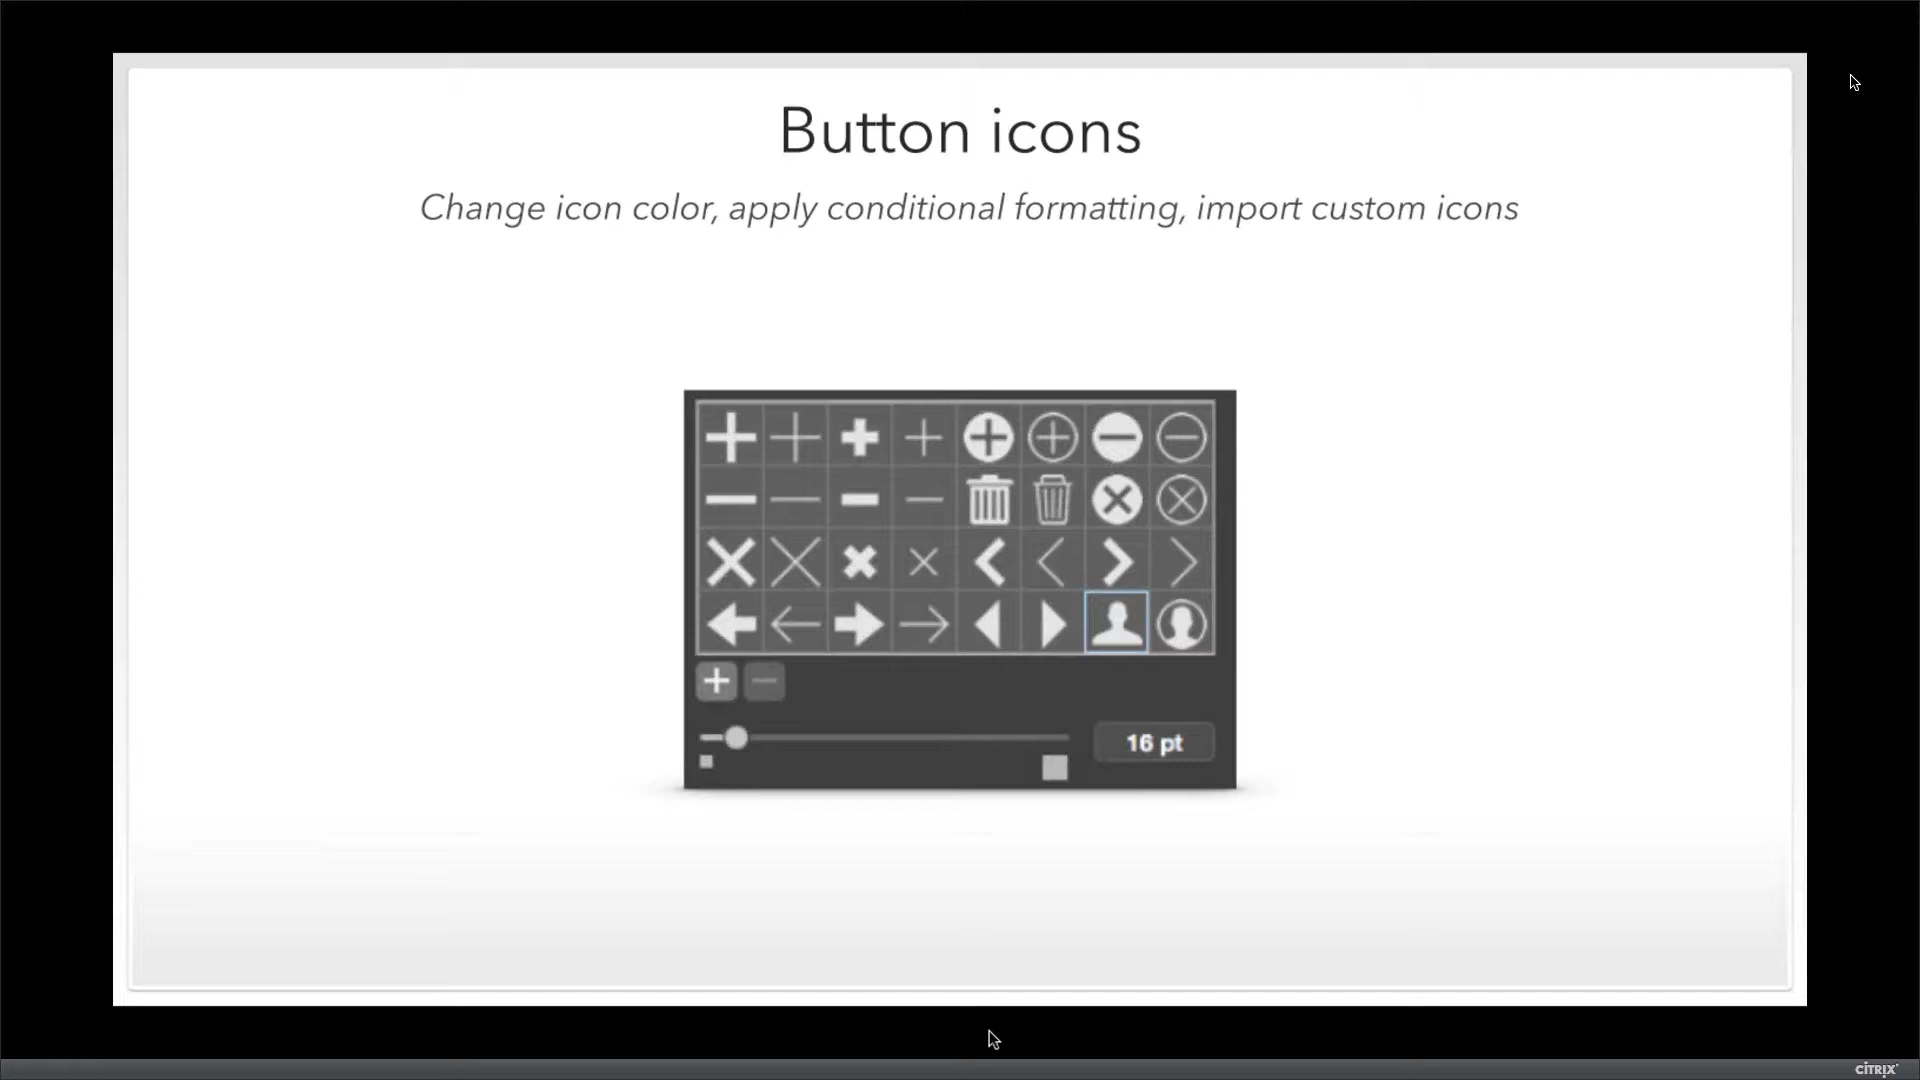 Button icons
Change icon color, apply conditional formatting, import custom icons
16 pt
CITRIX